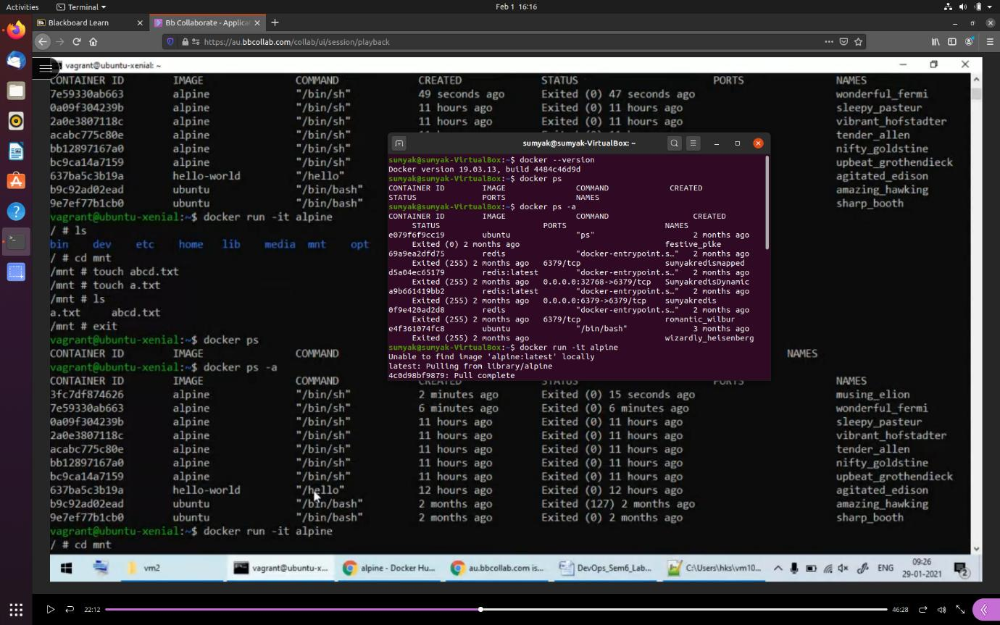 Activities Terminal Feb 1 16:16
Blackboard Learn Bb Collaborate - Applicat
https://au.bbcollab.com/collab/ui/session/playback
vagrant@ubuntu-xenial: ~
CONTAINER ID IMAGE COMMAND CREATED STATUS PORTS NAMES
7e59330ab663 alpine "/bin/sh" 49 seconds ago Exited (0) 47 seconds ago wonderful_fermi
0a09f304239b alpine "/bin/sh" 11 hours ago Exited (0) 11 hours ago sleepy_pasteur
2a0e3807118c alpine "/bin/sh" 11 hours ago Exited (0) 11 hours ago vibrant_hofstadter
acabc775c80e alpine "/bin/sh" tender_allen
bb12897167a0 alpine "/bin/sh" nifty_goldstine
bc9ca14a7159 alpine "/bin/sh" upbeat_grothendieck
637ba5c3b19a hello-world "/hello" agitated_edison
b9c92ad02ead ubuntu "/bin/bash" amazing_hawking
9e7ef77b1cb0 ubuntu "/bin/bash" sharp_booth
vagrant@ubuntu-xenial:~$ docker run -it alpine
/ # ls
bin dev etc home lib media mnt opt
/ # cd mnt
/mnt # touch abcd.txt
/mnt # touch a.txt
/mnt # ls
a.txt abcd.txt
/mnt # exit
vagrant@ubuntu-xenial:~$ docker ps
CONTAINER ID IMAGE COMMAND NAMES
vagrant@ubuntu-xenial:~$ docker ps -a
CONTAINER ID IMAGE COMMAND CREATED STATUS PORTS NAMES
3fc7df874626 alpine "/bin/sh" 2 minutes ago Exited (0) 15 seconds ago musing_elion
7e59330ab663 alpine "/bin/sh" 6 minutes ago Exited (0) 6 minutes ago wonderful_fermi
0a09f304239b alpine "/bin/sh" 11 hours ago Exited (0) 11 hours ago sleepy_pasteur
2a0e3807118c alpine "/bin/sh" 11 hours ago Exited (0) 11 hours ago vibrant_hofstadter
acabc775c80e alpine "/bin/sh" 11 hours ago Exited (0) 11 hours ago tender_allen
bb12897167a0 alpine "/bin/sh" 11 hours ago Exited (0) 11 hours ago nifty_goldstine
bc9ca14a7159 alpine "/bin/sh" 11 hours ago Exited (0) 11 hours ago upbeat_grothendieck
637ba5c3b19a hello-world "/hello" 12 hours ago Exited (0) 12 hours ago agitated_edison
b9c92ad02ead ubuntu "/bin/bash" 2 months ago Exited (127) 2 months ago amazing_hawking
9e7ef77b1cb0 ubuntu "/bin/bash" 2 months ago Exited (0) 2 months ago sharp_booth
vagrant@ubuntu-xenial:~$ docker run -it alpine
/ # cd mnt
sumyak@sumyak-VirtualBox: ~
sumyak@sumyak-VirtualBox:~$ docker --version
Docker version 19.03.13, build 4484c46d9d
sumyak@sumyak-VirtualBox:~$ docker ps
CONTAINER ID IMAGE COMMAND CREATED
STATUS PORTS NAMES
sumyak@sumyak-VirtualBox:~$ docker ps -a
CONTAINER ID IMAGE COMMAND CREATED
STATUS PORTS NAMES
e079f6f9cc19 ubuntu "ps" 2 months ago
Exited (0) 2 months ago festive_pike
69a9ea2dfd75 redis "docker-entrypoint.s…" 2 months ago
Exited (255) 2 months ago 6379/tcp sumyakredismapped
d5a04ec65179 redis:latest "docker-entrypoint.s…" 2 months ago
Exited (255) 2 months ago 0.0.0.0:32768->6379/tcp SumyakredisDynamic
a9b661419bb2 redis:latest "docker-entrypoint.s…" 2 months ago
Exited (255) 2 months ago 0.0.0.0:6379->6379/tcp sumyakredis
0f9e420ad2d8 redis "docker-entrypoint.s…" 2 months ago
Exited (255) 2 months ago 6379/tcp romantic_wilbur
e4f361074fc8 ubuntu "/bin/bash" 3 months ago
Exited (255) 2 months ago wizardly_heisenberg
sumyak@sumyak-VirtualBox:~$ docker run -it alpine
Unable to find image 'alpine:latest' locally
latest: Pulling from library/alpine
4c0d98bf9879: Pull complete
vm2 vagrant@ubuntu-x... alpine - Docker Hu... au.bbcollab.com is... DevOps_Sem6_Lab... C:\Users\hks\vm10... ENG 09:26
29-01-2021 2
22:12 46:28